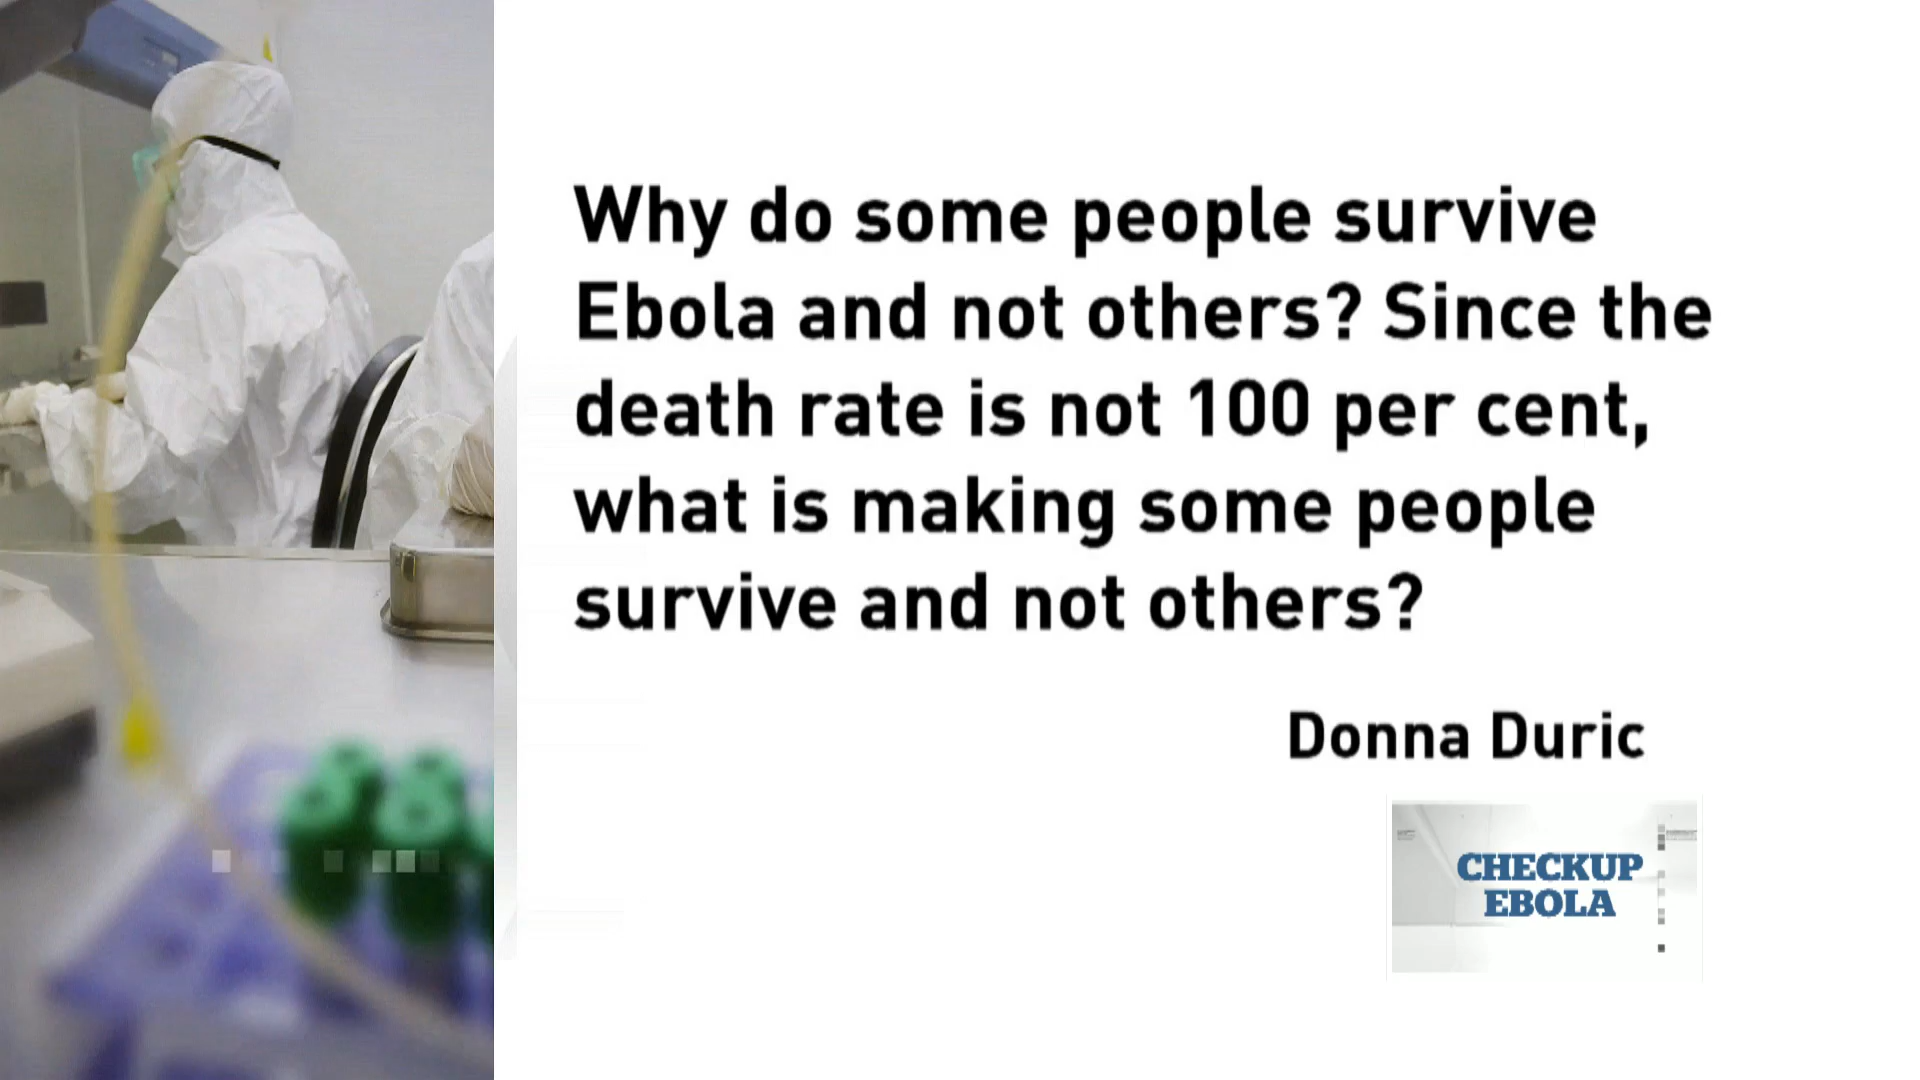 Why do some people survive
Ebola and not others? Since the
death rate is not 100 per cent,
what is making some people
survive and not others?
Donna Duric
CHECKUP
EBOLA